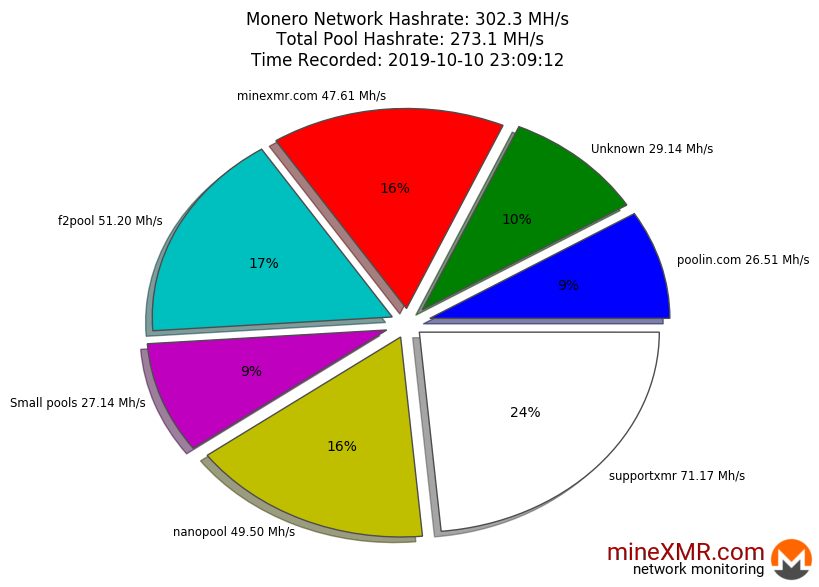 Monero Network Hashrate: 302.3 MH/s
Total Pool Hashrate: 273.1 MH/s
Time Recorded: 2019-10-10 23:09:12
minexmr.com 47.61 Mh/s
Unknown 29.14 Mh/s
16%
f2pool 51.20 Mh/s
10%
poolin.com 26.51 Mh/s
17%
9%
9%
Small pools 27.14 Mh/s
24%
16%
supportxmr 71.17 Mh/s
nanopool 49.50 Mh/s
mineXMR.com
network monitoring